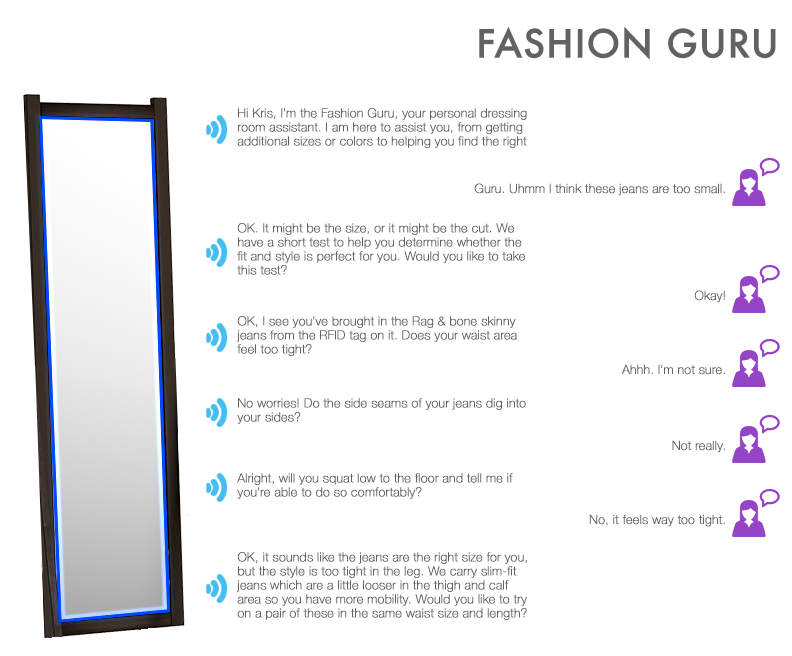 FASHION GURU
Hi Kris, I'm the Fashion Guru, your personal dressing
room assistant. I am here to assist you, from getting
additional sizes or colors to helping you find the right
Guru. Uhmm I think these jeans are too small.
OK. It might be the size, or it might be the cut. We
have a short test to help you determine whether the
fit and style is perfect for you. Would you like to take
this test?
Okay!
OK, I see you've brought in the Rag & bone skinny
jeans from the RFID tag on it. Does your waist area
feel too tight?
Ahhh. I'm not sure.
No worries! Do the side seams of your jeans dig into
your sides?
Not really.
Alright, will you squat low to the floor and tell me if
you're able to do so comfortably?
No, it feels way too tight.
OK, it sounds like the jeans are the right size for you,
but the style is too tight in the leg. We carry slim-fit
jeans which are a little looser in the thigh and calf
area so you have more mobility. Would you like to try
on a pair of these in the same waist size and length?